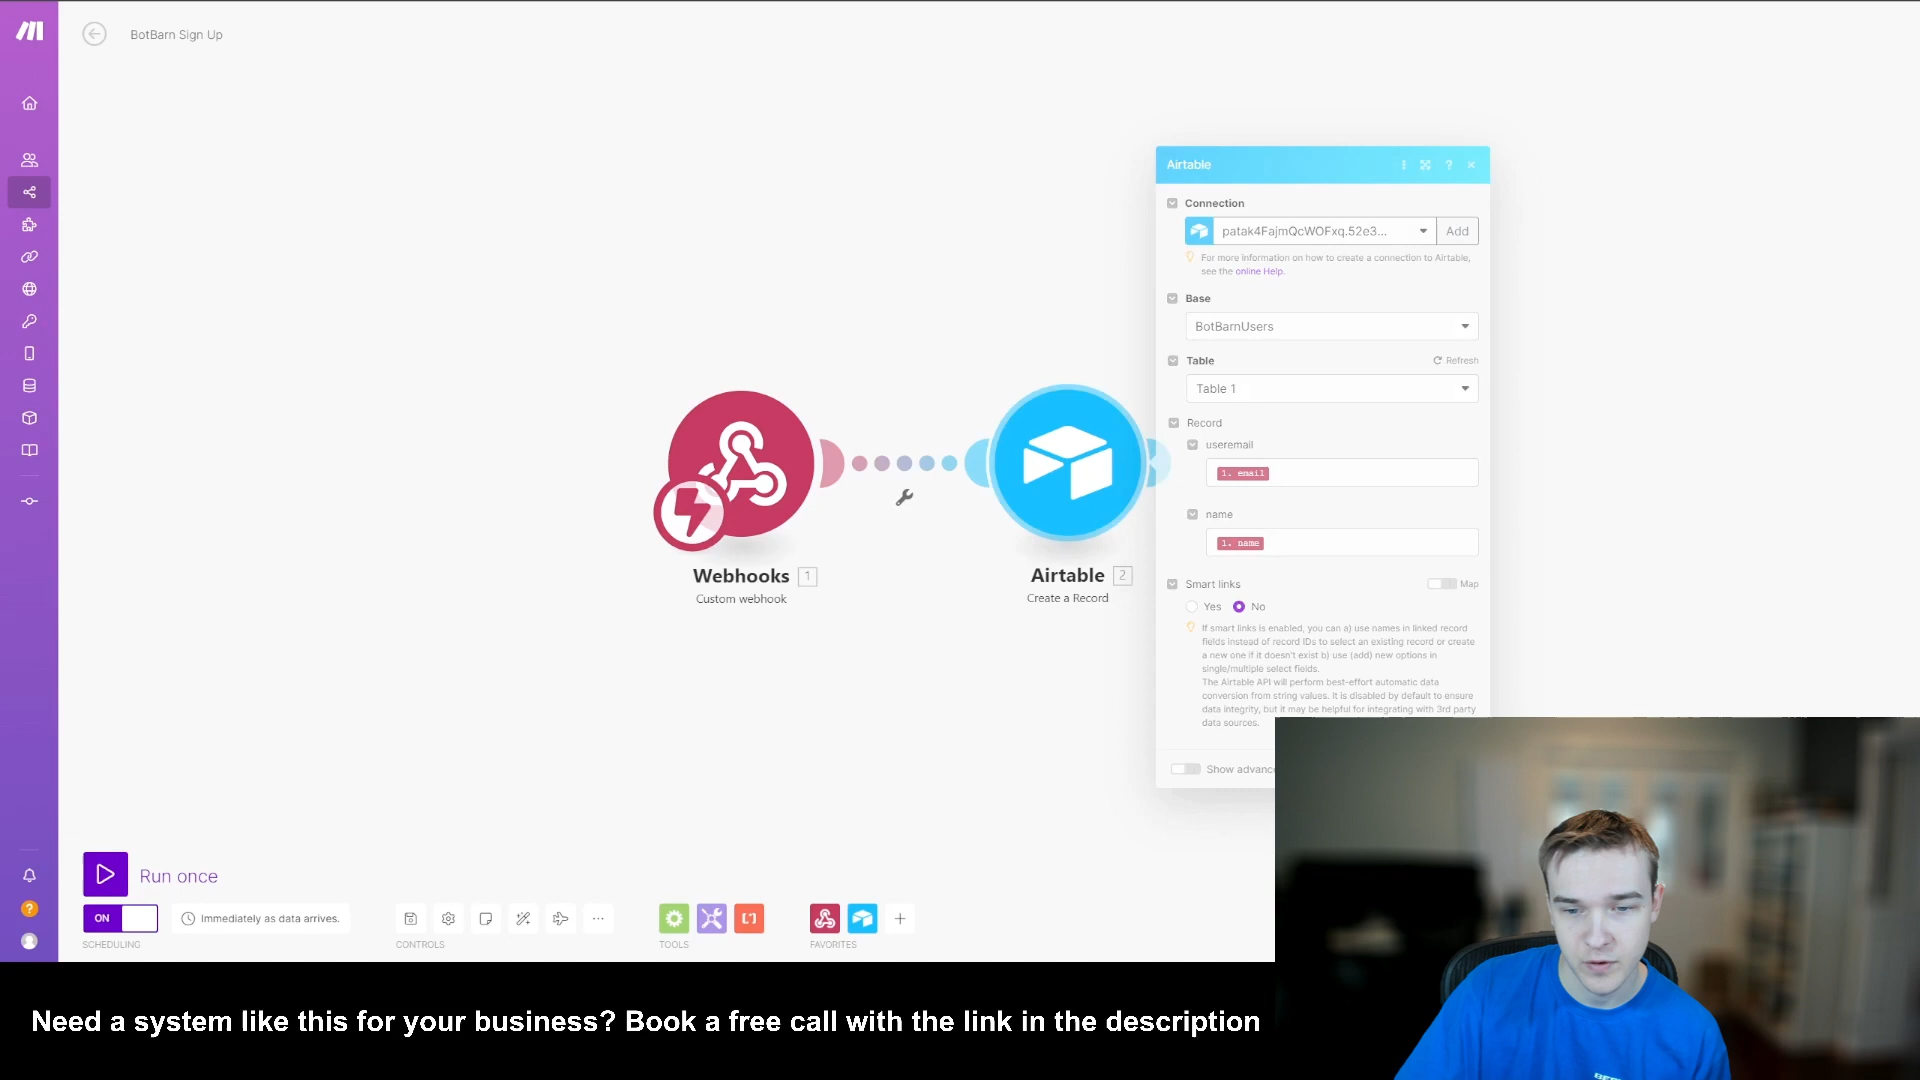 BotBarn Sign Up
Airtable
?
Connection
patak4FajmQcWOFxq.52e3...
Add
For more information on how to create a connection to Airtable,
see the online Help.
Base
BotBarnUsers
Table
Refresh
Table 1
Record
useremail
1. email
name
1. name
Smart links
Map
Yes
No
If smart links is enabled, you can a) use names in linked record
fields instead of record IDs to select an existing record or create
a new one if it doesn't exist b) use (add) new options in
single/multiple select fields.
The Airtable API will perform best-effort automatic data
conversion from string values. It is disabled by default to ensure
data integrity, but it may be helpful for integrating with 3rd party
data sources.
Show advanc
Webhooks 1
Custom webhook
Airtable 2
Create a Record
Run once
ON
Immediately as data arrives.
SCHEDULING
CONTROLS
TOOLS
FAVORITES
?
Need a system like this for your business? Book a free call with the link in the description